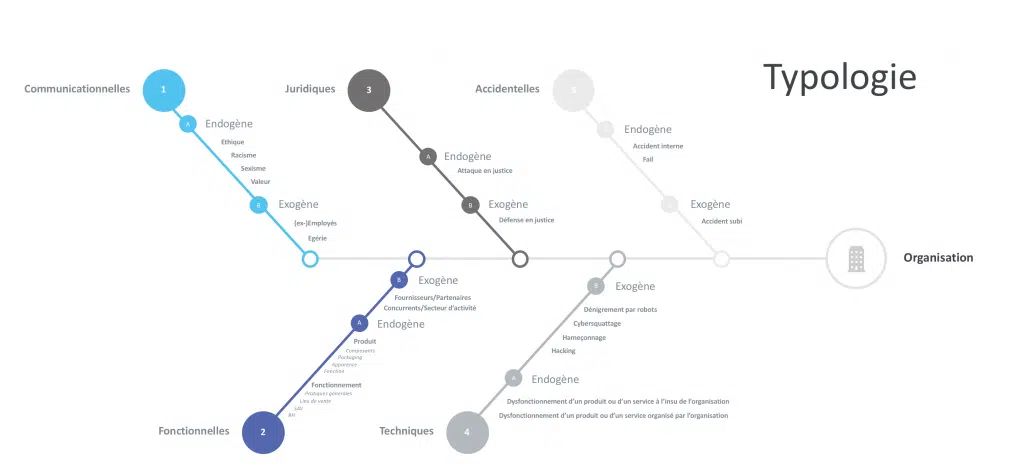 Typologie
Communicationnelles
1
A
Endogène
Ethique
Racisme
Sexisme
Valeur
B
Exogène
(ex-)Employés
Egérie
Juridiques
3
A
Endogène
Attaque en justice
B
Exogène
Défense en justice
Accidentelles
5
Endogène
Accident interne
Fail
Exogène
Accident subi
Organisation
B
Exogène
Fournisseurs/Partenaires
Concurrents/Secteur d'activité
A
Endogène
Produit
Composants
Packaging
Apparence
Fonction
Fonctionnement
Pratiques générales
Lieu de vente
SAV
RH
Fonctionnelles
2
B
Exogène
Dénigrement par robots
Cybersquattage
Hameçonnage
Hacking
A
Endogène
Dysfonctionnement d'un produit ou d'un service à l'insu de l'organisation
Dysfonctionnement d'un produit ou d'un service organisé par l'organisation
Techniques
4